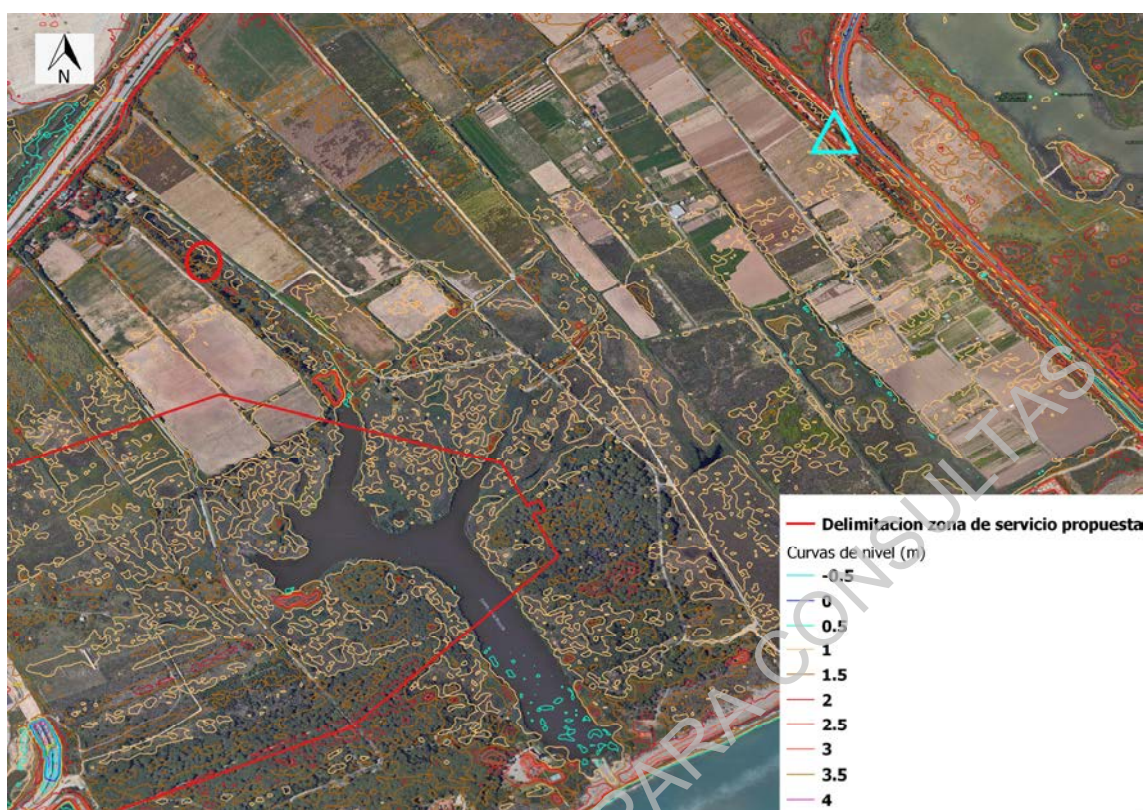 N
Delimitacion zona de servicio propuesta
Curvas de nivel (m)
-0.5
0
0.5
1
1.5
2
2.5
3
3.5
4
PARA CONSULTAS